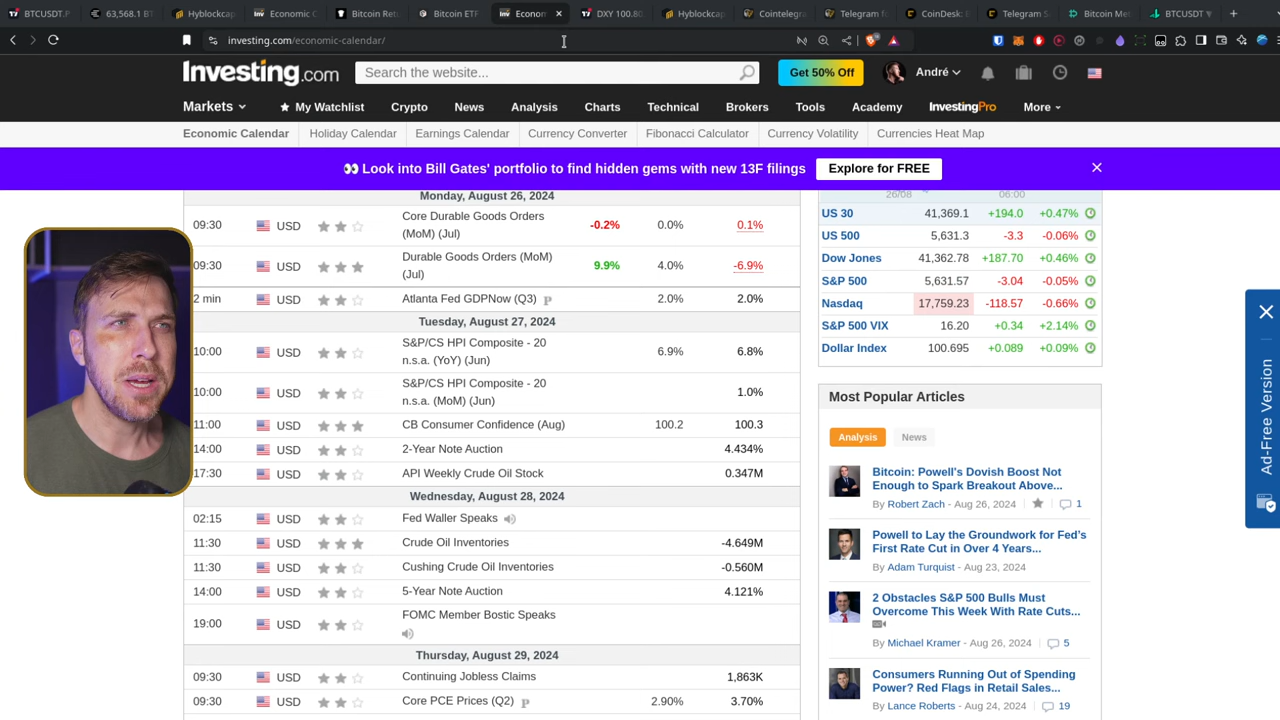 BTCUSDT.P
63,568.1 BT
Hyblockcap
Economic C
Bitcoin Ret
Bitcoin ETF
Econom
DXY 100.80
Hyblockcap
Cointelegra
Telegram fo
CoinDesk: B
Telegram S
Bitcoin Me
BTCUSDT
investing.com/economic-calendar/
Investing.com
Search the website...
Get 50% Off
André
Markets
My Watchlist
Crypto
News
Analysis
Charts
Technical
Brokers
Tools
Academy
InvestingPro
More
Economic Calendar
Holiday Calendar
Earnings Calendar
Currency Converter
Fibonacci Calculator
Currency Volatility
Currencies Heat Map
Look into Bill Gates' portfolio to find hidden gems with new 13F filings
Explore for FREE
Monday, August 26, 2024
09:30 USD Core Durable Goods Orders -0.2% 0.0% 0.1%
(MoM) (Jul)
09:30 USD Durable Goods Orders (MoM) 9.9% 4.0% -6.9%
(Jul)
2 min USD Atlanta Fed GDPNow (Q3) P 2.0% 2.0%
Tuesday, August 27, 2024
10:00 USD S&P/CS HPI Composite - 20 6.9% 6.8%
n.s.a. (YoY) (Jun)
10:00 USD S&P/CS HPI Composite - 20 1.0%
n.s.a. (MoM) (Jun)
11:00 USD CB Consumer Confidence (Aug) 100.2 100.3
14:00 USD 2-Year Note Auction 4.434%
17:30 USD API Weekly Crude Oil Stock 0.347M
Wednesday, August 28, 2024
02:15 USD Fed Waller Speaks
11:30 USD Crude Oil Inventories -4.649M
11:30 USD Cushing Crude Oil Inventories -0.560M
14:00 USD 5-Year Note Auction 4.121%
19:00 USD FOMC Member Bostic Speaks
Thursday, August 29, 2024
09:30 USD Continuing Jobless Claims 1,863K
09:30 USD Core PCE Prices (Q2) P 2.90% 3.70%
26/08 06:00
US 30 41,369.1 +194.0 +0.47%
US 500 5,631.3 -3.3 -0.06%
Dow Jones 41,362.78 +187.70 +0.46%
S&P 500 5,631.57 -3.04 -0.05%
Nasdaq 17,759.23 -118.57 -0.66%
S&P 500 VIX 16.20 +0.34 +2.14%
Dollar Index 100.695 +0.089 +0.09%
Most Popular Articles
Analysis
News
Bitcoin: Powell's Dovish Boost Not
Enough to Spark Breakout Above...
By Robert Zach - Aug 26, 2024 1
Powell to Lay the Groundwork for Fed's
First Rate Cut in Over 4 Years...
By Adam Turquist - Aug 23, 2024
2 Obstacles S&P 500 Bulls Must
Overcome This Week With Rate Cuts...
By Michael Kramer - Aug 26, 2024 5
Consumers Running Out of Spending
Power? Red Flags in Retail Sales...
By Lance Roberts - Aug 24, 2024 19
Ad-Free Version